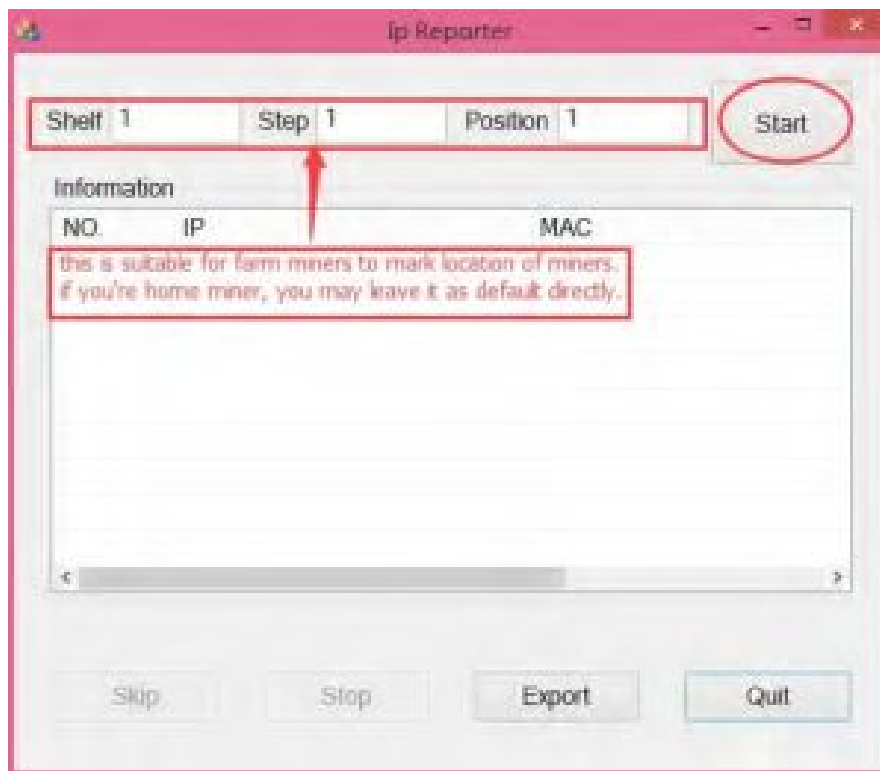 Ip Reporter
Shelf 1 Step 1 Position 1 Start
Information
NO. IP MAC
this is suitable for farm miners to mark location of miners.
if you're home miner, you may leave it as default directly.
Skip Stop Export Quit